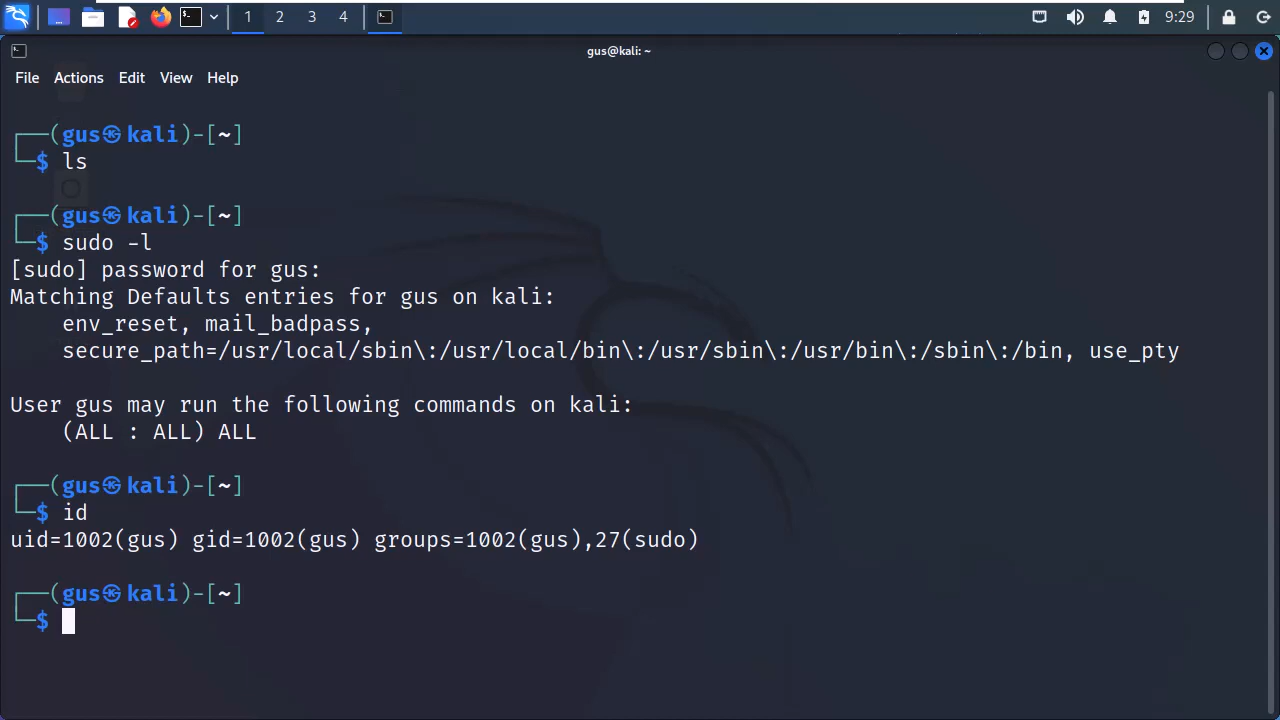 1 2 3 4 9:29
gus@kali: ~
File Actions Edit View Help
┌──(gus㉿kali)-[~]
└─$ ls
┌──(gus㉿kali)-[~]
└─$ sudo -l
[sudo] password for gus:
Matching Defaults entries for gus on kali:
env_reset, mail_badpass,
secure_path=/usr/local/sbin\:/usr/local/bin\:/usr/sbin\:/usr/bin\:/sbin\:/bin, use_pty
User gus may run the following commands on kali:
(ALL : ALL) ALL
┌──(gus㉿kali)-[~]
└─$ id
uid=1002(gus) gid=1002(gus) groups=1002(gus),27(sudo)
┌──(gus㉿kali)-[~]
└─$